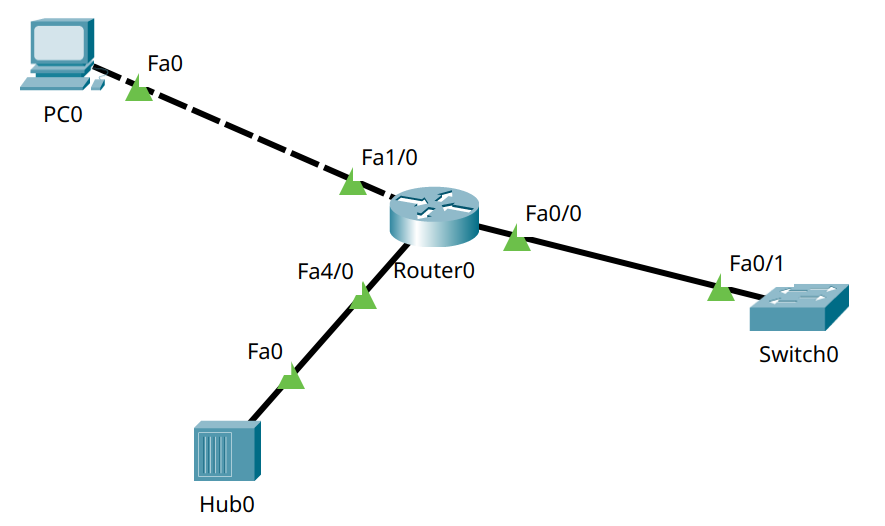 Fa0
PC0
Fa1/0
Fa0/0
Router0
Fa4/0
Fa0/1
Switch0
Fa0
Hub0